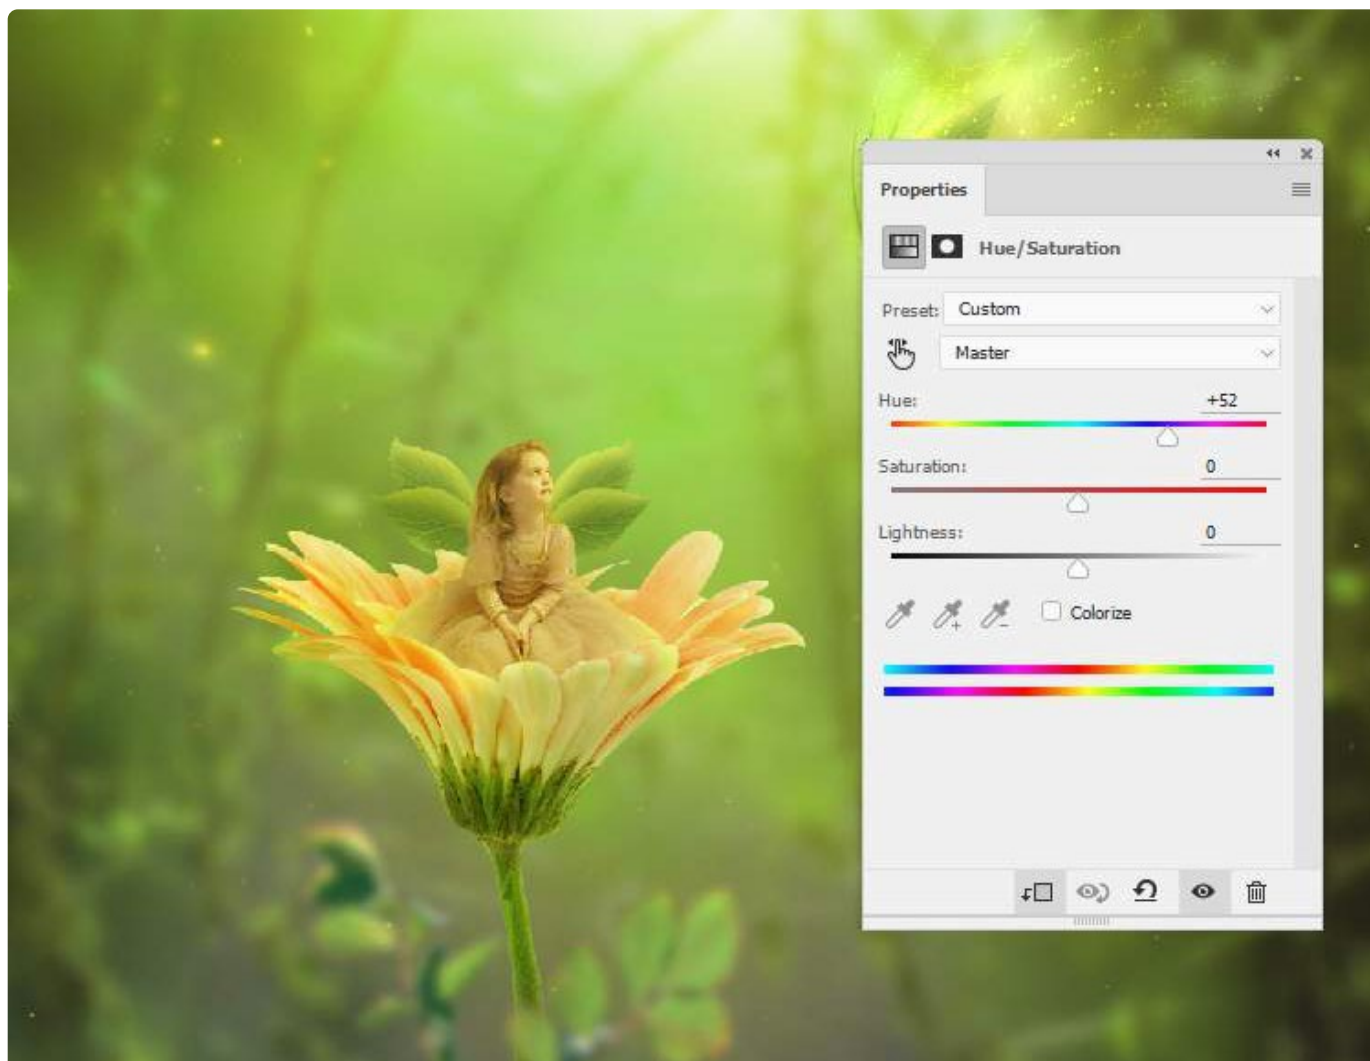 Properties
Hue/Saturation
Preset: Custom
Master
Hue: +52
Saturation: 0
Lightness: 0
Colorize